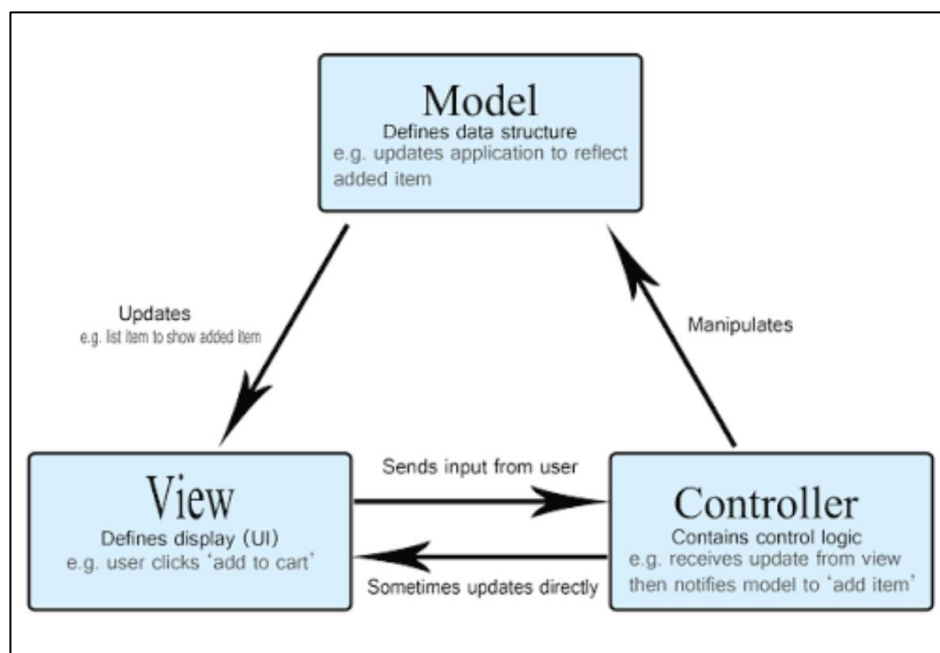 Model
Defines data structure
e.g. updates application to reflect
added item
Updates
e.g. list item to show added item
Manipulates
View
Defines display (UI)
e.g. user clicks ‘add to cart’
Sends input from user
Sometimes updates directly
Controller
Contains control logic
e.g. receives update from view
then notifies model to ‘add item’